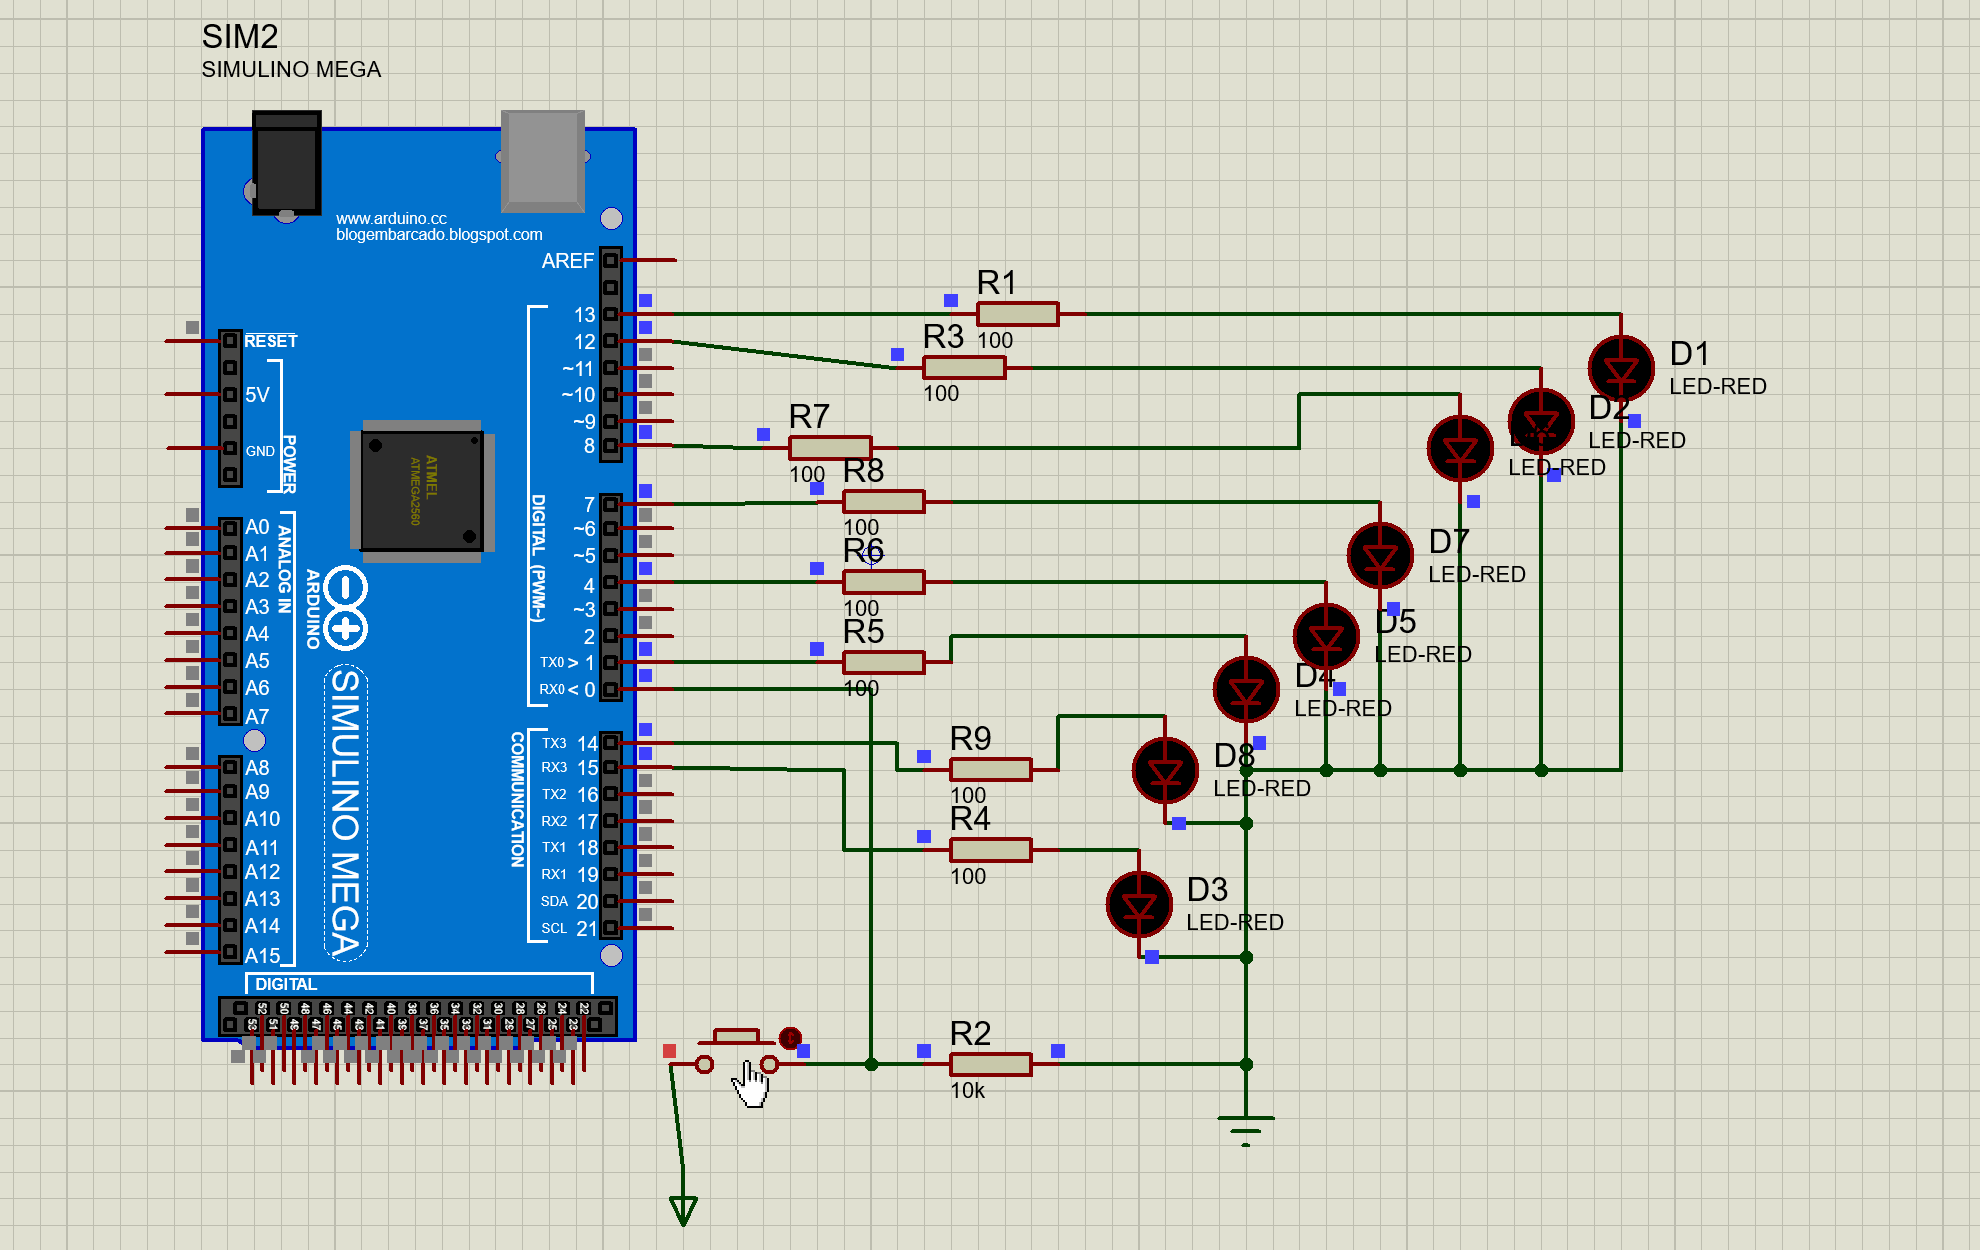 SIM2
SIMULINO MEGA
www.arduino.cc
blogembarcado.blogspot.com
AREF
13
12
~11
~10
~9
8
7
~6
~5
4
~3
2
TX0 > 1
RX0 < 0
TX3 14
RX3 15
TX2 16
RX2 17
TX1 18
RX1 19
SDA 20
SCL 21
RESET
5V
GND
POWER
A0
A1
A2
A3
A4
A5
A6
A7
A8
A9
A10
A11
A12
A13
A14
A15
ANALOG IN
ARDUINO
SIMULINO MEGA
ATMEL
ATMEGA2560
DIGITAL (PWM~)
COMMUNICATION
DIGITAL
52 50 48 46 44 42 40 38 36 34 32 30 28 26 24 22
53 51 49 47 45 43 41 39 37 35 33 31 29 27 25 23
R1
100
R3
100
R7
100
R8
100
R6
100
R5
100
R9
100
R4
100
R2
10k
D1
LED-RED
D2
LED-RED
LED-RED
D7
LED-RED
D5
LED-RED
D4
LED-RED
D8
LED-RED
D3
LED-RED